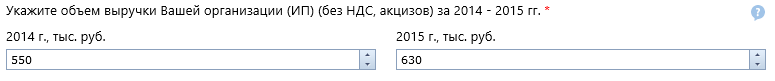 Укажите объем выручки Вашей организации (ИП) (без НДС, акцизов) за 2014 - 2015 гг. *
?
2014 г., тыс. руб. 2015 г., тыс. руб.
550 630